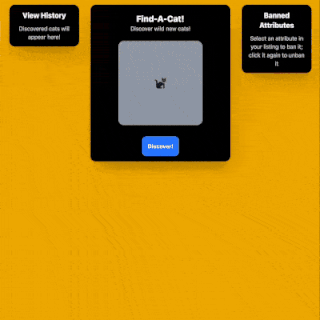 View History
Discovered cats will
appear here!
Find-A-Cat!
Discover wild new cats!
Discover!
Banned
Attributes
Select an attribute in
your listing to ban it;
click it again to unban
it